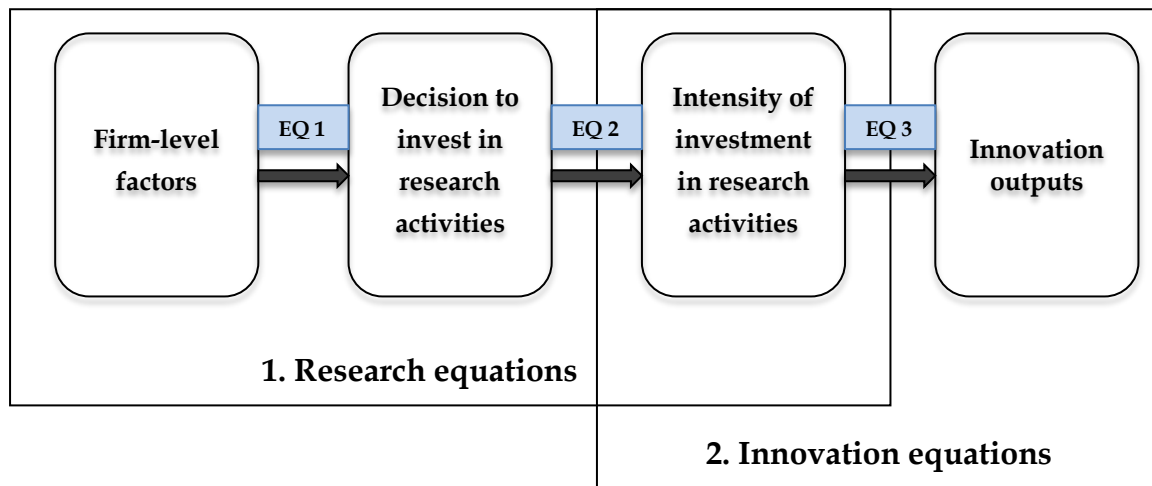 Firm-level
factors
EQ 1
Decision to
invest in
research
activities
EQ 2
Intensity of
investment
in research
activities
EQ 3
Innovation
outputs
1. Research equations
2. Innovation equations